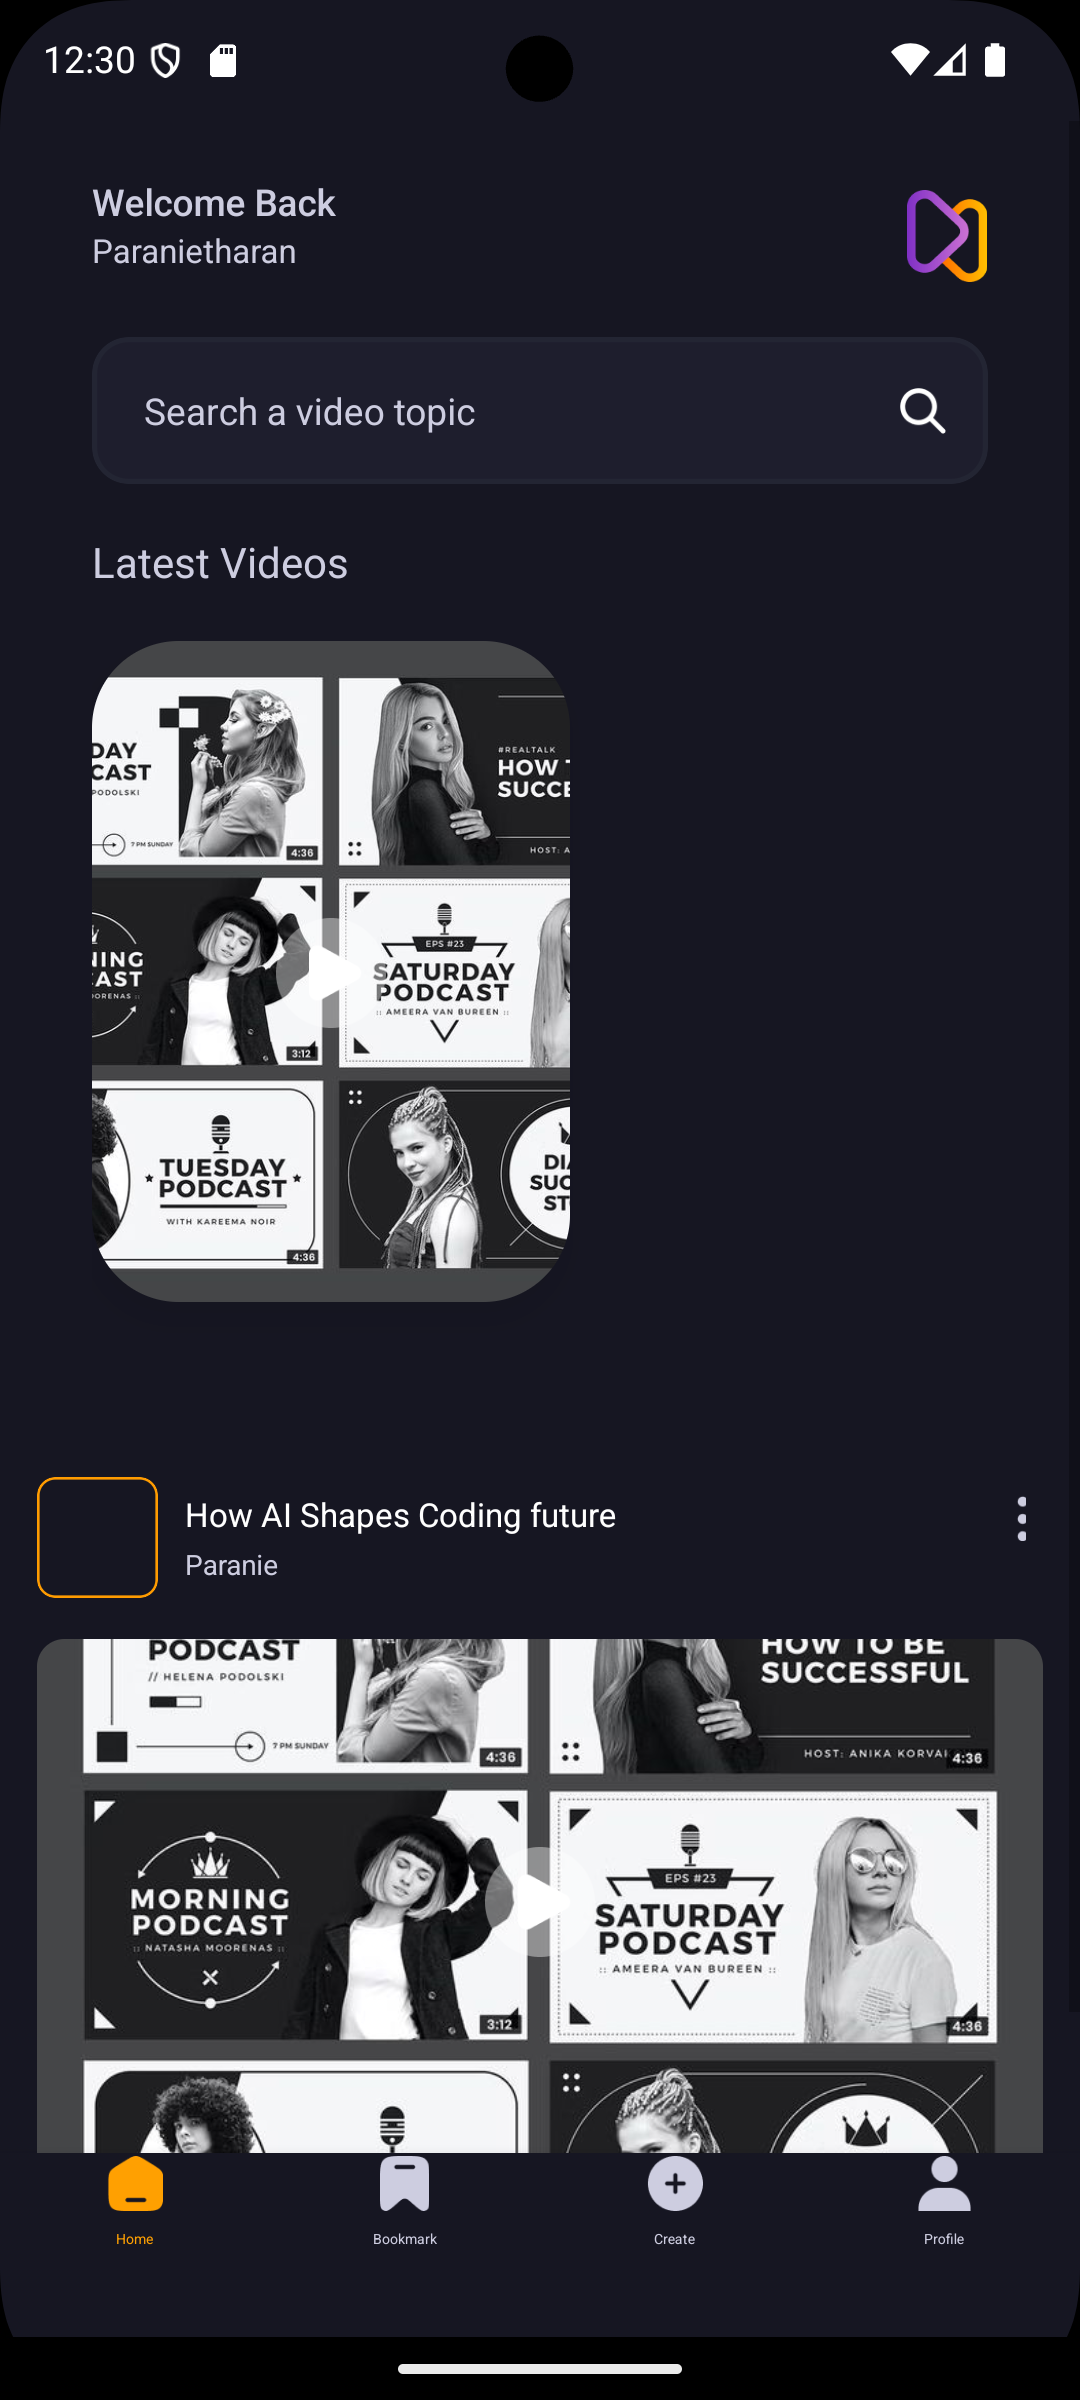 12:30
Welcome Back
Paranietharan
Search a video topic
Latest Videos
DAY
CAST
PODOLSKI
7 PM SUNDAY
4:36
#REALTALK
HOW
SUCCE
HOST: A
NING
CAST
OORENAS ::
3:12
EPS #23
SATURDAY
PODCAST
:: AMEERA VAN BUREEN ::
TUESDAY
PODCAST
WITH KAREEMA NOIR
4:36
DIA
SUC
ST
How AI Shapes Coding future
Paranie
PODCAST
// HELENA PODOLSKI
7 PM SUNDAY
4:36
HOW TO BE
SUCCESSFUL
HOST: ANIKA KORVAI
4:36
MORNING
PODCAST
:: NATASHA MOORENAS ::
3:12
EPS #23
SATURDAY
PODCAST
:: AMEERA VAN BUREEN ::
4:36
Home
Bookmark
Create
Profile